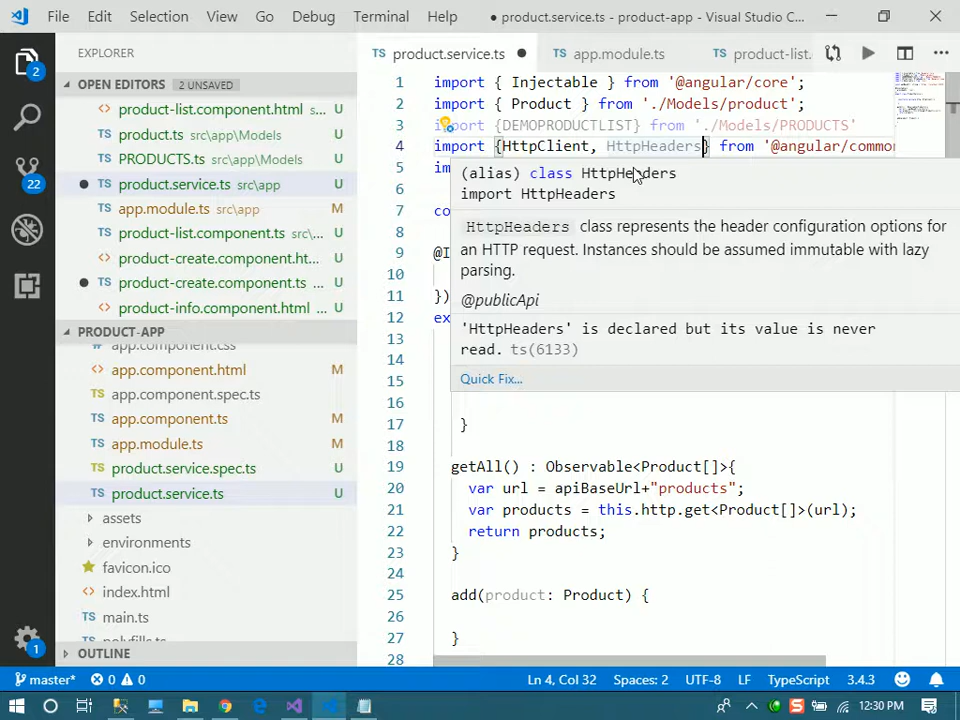 File Edit Selection View Go Debug Terminal Help ● product.service.ts - product-app - Visual Studio C...
EXPLORER
TS product.service.ts ●
TS app.module.ts
TS product-list.
OPEN EDITORS 2 UNSAVED
<> product-list.component.html s... U
TS product.ts src\app\Models U
TS PRODUCTS.ts src\app\Models U
● TS product.service.ts src\app U
TS app.module.ts src\app M
TS product-list.component.ts src\... U
<> product-create.component.ht... U
● TS product-create.component.ts ... U
<> product-info.component.html ... U
PRODUCT-APP
app.component.css
<> app.component.html M
TS app.component.spec.ts
TS app.component.ts M
TS app.module.ts M
TS product.service.spec.ts U
TS product.service.ts U
assets
environments
favicon.ico
<> index.html
TS main.ts
TS polyfills.ts
OUTLINE
2
22
1
1 import { Injectable } from '@angular/core';
2 import { Product } from './Models/product';
3 import {DEMOPRODUCTLIST} from './Models/PRODUCTS'
4 import {HttpClient, HttpHeaders} from '@angular/common
5 im
6
7 co
8
9 @I
10
11 })
12 ex
13
14
15
16
17 }
18
19 getAll() : Observable<Product[]>{
20 var url = apiBaseUrl+"products";
21 var products = this.http.get<Product[]>(url);
22 return products;
23 }
24
25 add(product: Product) {
26
27 }
28
(alias) class HttpHeaders
import HttpHeaders
HttpHeaders class represents the header configuration options for
an HTTP request. Instances should be assumed immutable with lazy
parsing.
@publicApi
'HttpHeaders' is declared but its value is never
read. ts(6133)
Quick Fix...
master* 0 0 Ln 4, Col 32 Spaces: 2 UTF-8 LF TypeScript 3.4.3
12:30 PM